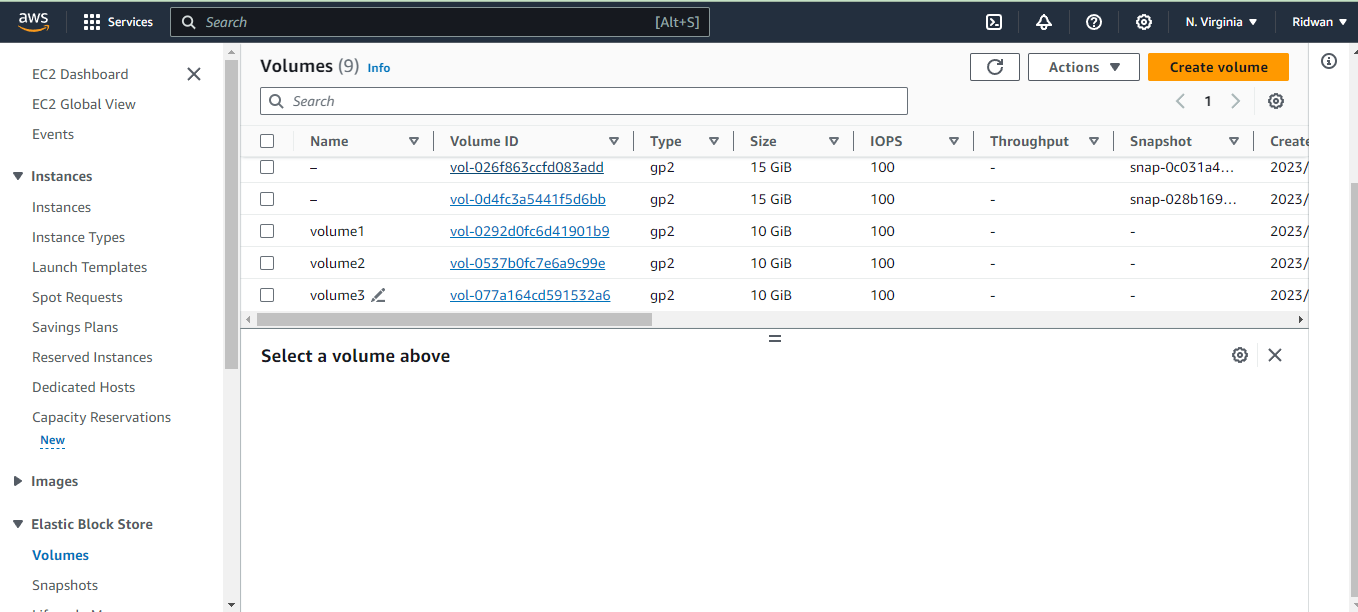 aws Services Search [Alt+S] N. Virginia Ridwan
EC2 Dashboard
EC2 Global View
Events
Instances
Instances
Instance Types
Launch Templates
Spot Requests
Savings Plans
Reserved Instances
Dedicated Hosts
Capacity Reservations
New
Images
Elastic Block Store
Volumes
Snapshots
Volumes (9) Info
Actions Create volume
Search
1
Name Volume ID Type Size IOPS Throughput Snapshot Create
– vol-026f863ccfd083add gp2 15 GiB 100 - snap-0c031a4... 2023/
– vol-0d4fc3a5441f5d6bb gp2 15 GiB 100 - snap-028b169... 2023/
volume1 vol-0292d0fc6d41901b9 gp2 10 GiB 100 - - 2023/
volume2 vol-0537b0fc7e6a9c99e gp2 10 GiB 100 - - 2023/
volume3 vol-077a164cd591532a6 gp2 10 GiB 100 - - 2023/
Select a volume above